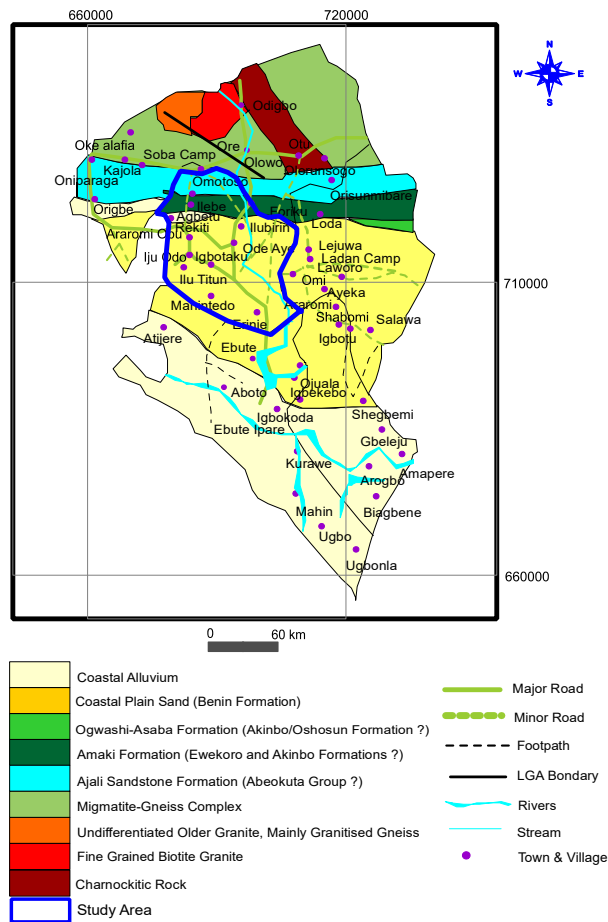 660000
720000
N
W E
S
Odigbo
Oke alafia
Ore
Otu
Soba Camp
Olowo
Kajola
Olorunsogo
Oniparaga
Omotoso
Orisunmibare
Origbe
Ilebe
Agbetu
Foriku
Loda
Araromi Obu
Rekiti
Ilubirin
Iju Odo
Igbotaku
Ode Aye
Lejuwa
Ladan Camp
Laworo
Ilu Titun
Omi
710000
Ayeka
Manintedo
Araromi
Erinje
Shabomi
Salawa
Atijere
Igbotu
Ebute
Ojuala
Aboto
Igbekebo
Igbokoda
Shegbemi
Ebute Ipare
Gbeleju
Kurawe
Amapere
Arogbo
Mahin
Biagbene
Ugbo
Ugbonla
660000
0 60 km
Coastal Alluvium
Coastal Plain Sand (Benin Formation)
Ogwashi-Asaba Formation (Akinbo/Oshosun Formation ?)
Amaki Formation (Ewekoro and Akinbo Formations ?)
Ajali Sandstone Formation (Abeokuta Group ?)
Migmatite-Gneiss Complex
Undifferentiated Older Granite, Mainly Granitised Gneiss
Fine Grained Biotite Granite
Charnockitic Rock
Study Area
Major Road
Minor Road
Footpath
LGA Bondary
Rivers
Stream
Town & Village